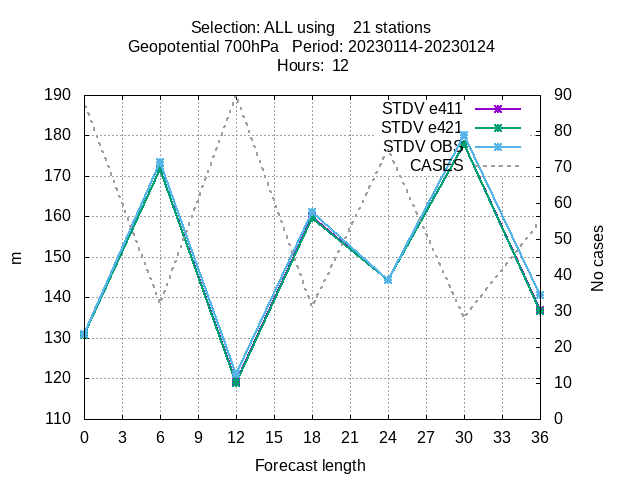 Selection: ALL using    21 stations
Geopotential 700hPa   Period: 20230114-20230124
Hours:  12
190
180
170
160
150
140
130
120
110
m
90
80
70
60
50
40
30
20
10
0
No cases
STDV e411
STDV e421
STDV OBS
CASES
0 3 6 9 12 15 18 21 24 27 30 33 36
Forecast length